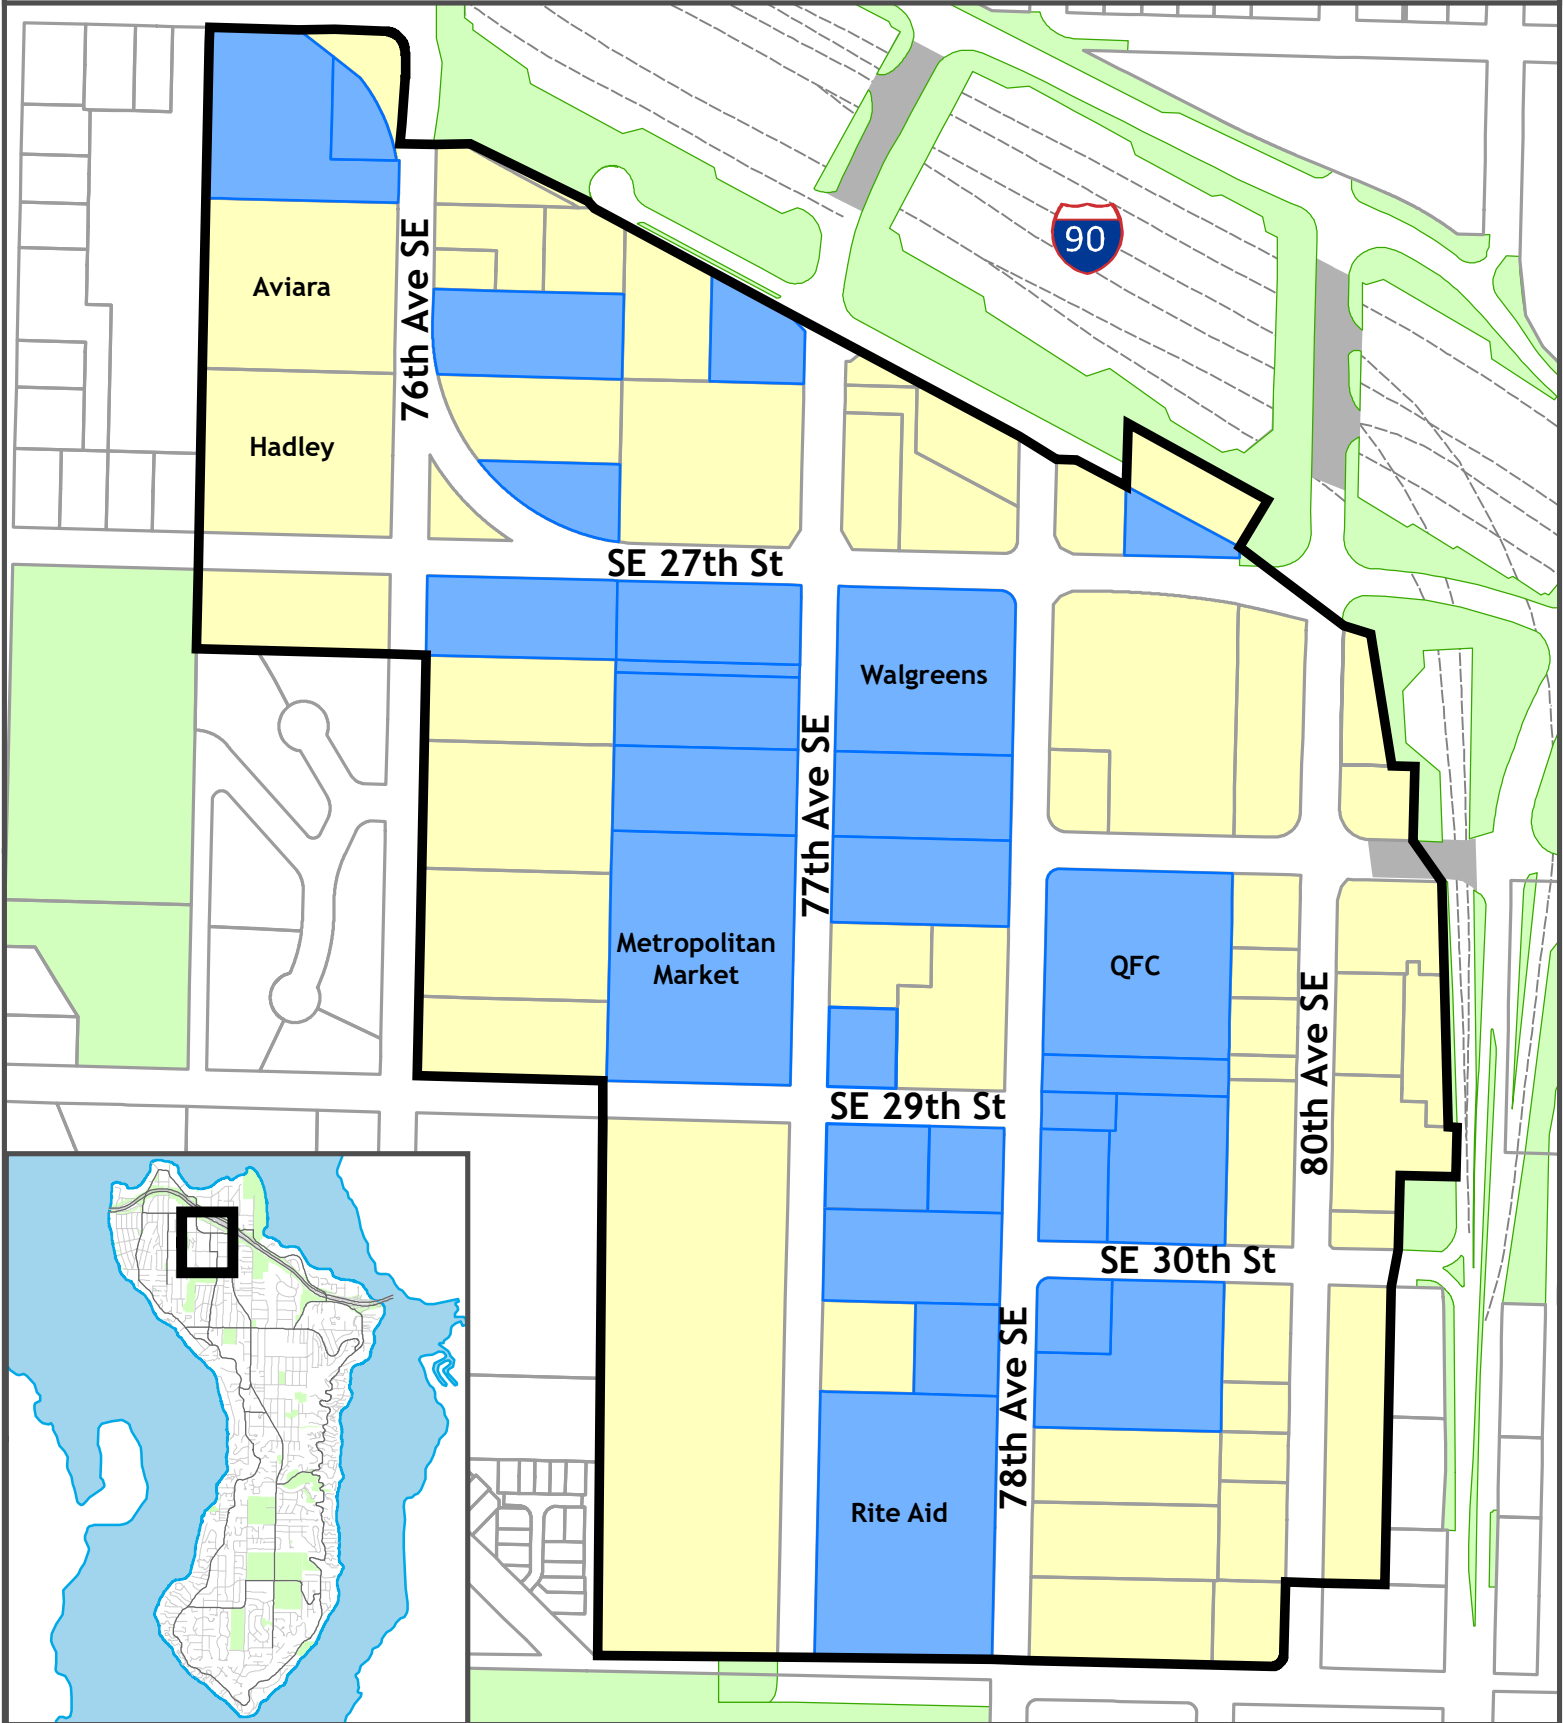 90
Aviara
76th Ave SE
Hadley
SE 27th St
Walgreens
77th Ave SE
Metropolitan
Market
QFC
80th Ave SE
SE 29th St
SE 30th St
78th Ave SE
Rite Aid